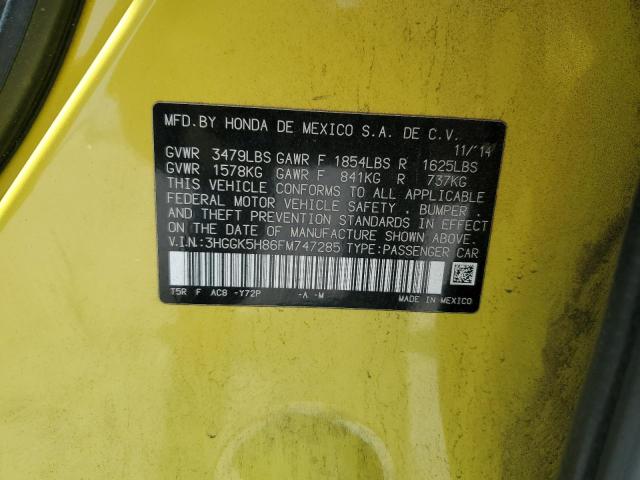 MFD.BY HONDA DE MEXICO S.A. DE C.V.
11/'14
GVWR 3479LBS GAWR F 1854LBS R 1625LBS
GVWR 1578KG GAWR F 841KG R 737KG
THIS VEHICLE CONFORMS TO ALL APPLICABLE
FEDERAL MOTOR VEHICLE SAFETY , BUMPER ,
AND THEFT PREVENTION STANDARDS IN EFFECT
ON THE DATE OF MANUFACTURE SHOWN ABOVE.
V.I.N:3HGGK5H86FM747285 TYPE:PASSENGER CAR
T5R F AC8 -Y72P -A -M MADE IN MEXICO